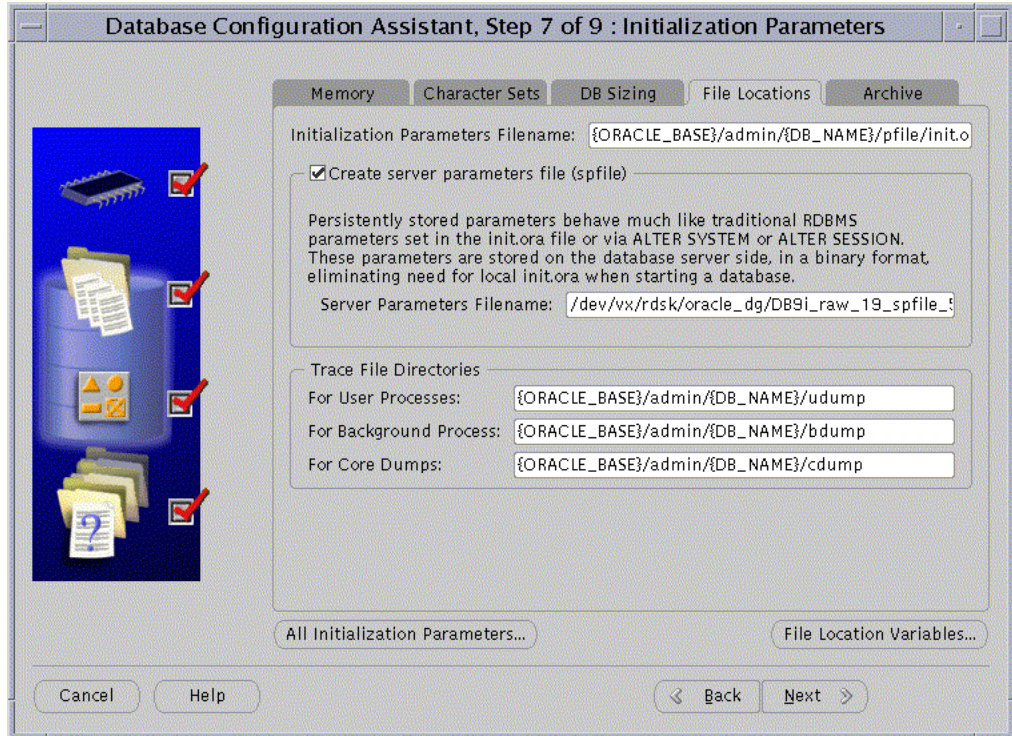 Database Configuration Assistant, Step 7 of 9 : Initialization Parameters
Memory Character Sets DB Sizing File Locations Archive
Initialization Parameters Filename: {ORACLE_BASE}/admin/{DB_NAME}/pfile/init.o
Create server parameters file (spfile)
Persistently stored parameters behave much like traditional RDBMS
parameters set in the init.ora file or via ALTER SYSTEM or ALTER SESSION.
These parameters are stored on the database server side, in a binary format,
eliminating need for local init.ora when starting a database.
Server Parameters Filename: /dev/vx/rdsk/oracle_dg/DB9i_raw_19_spfile_5
Trace File Directories
For User Processes: {ORACLE_BASE}/admin/{DB_NAME}/udump
For Background Process: {ORACLE_BASE}/admin/{DB_NAME}/bdump
For Core Dumps: {ORACLE_BASE}/admin/{DB_NAME}/cdump
?
All Initialization Parameters... File Location Variables...
Cancel Help Back Next